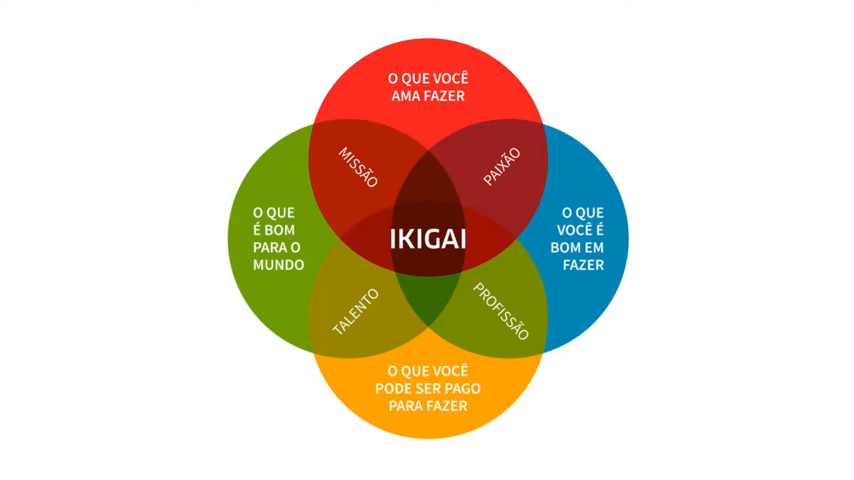 O QUE VOCÊ
AMA FAZER
MISSÃO
PAIXÃO
O QUE
É BOM
PARA O
MUNDO
IKIGAI
O QUE
VOCÊ É
BOM EM
FAZER
TALENTO
PROFISSÃO
O QUE VOCÊ
PODE SER PAGO
PARA FAZER